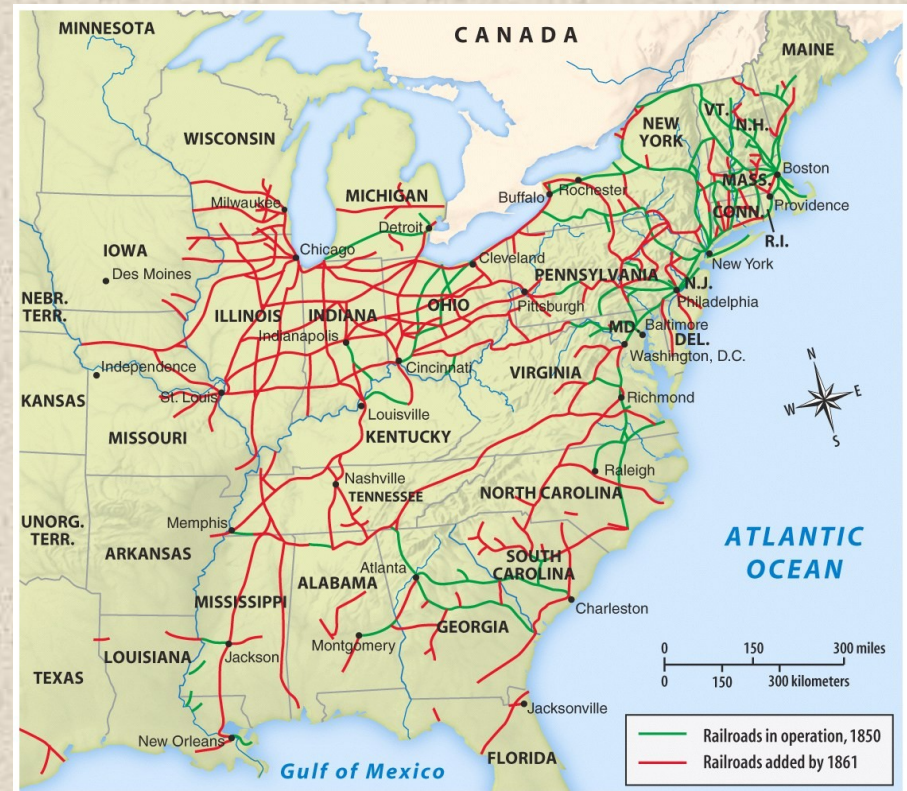 MINNESOTA
CANADA
MAINE
WISCONSIN
MICHIGAN
NEW
YORK
VT.
N.H.
MASS.
Boston
CONN.
Providence
R.I.
Milwaukee
Detroit
Buffalo
Rochester
IOWA
Des Moines
Chicago
Cleveland
PENNSYLVANIA
New York
NEBR.
TERR.
ILLINOIS
INDIANA
Indianapolis
OHIO
Pittsburgh
N.J.
Philadelphia
MD.
Baltimore
DEL.
Washington, D.C.
Independence
Cincinnati
VIRGINIA
KANSAS
St. Louis
Louisville
Richmond
MISSOURI
KENTUCKY
Nashville
TENNESSEE
Raleigh
NORTH CAROLINA
UNORG.
TERR.
Memphis
ARKANSAS
Atlanta
SOUTH
CAROLINA
ATLANTIC
OCEAN
ALABAMA
MISSISSIPPI
Charleston
GEORGIA
Montgomery
LOUISIANA
Jackson
TEXAS
Jacksonville
New Orleans
FLORIDA
Gulf of Mexico
N
W
E
S
0 150 300 miles
0 150 300 kilometers
Railroads in operation, 1850
Railroads added by 1861